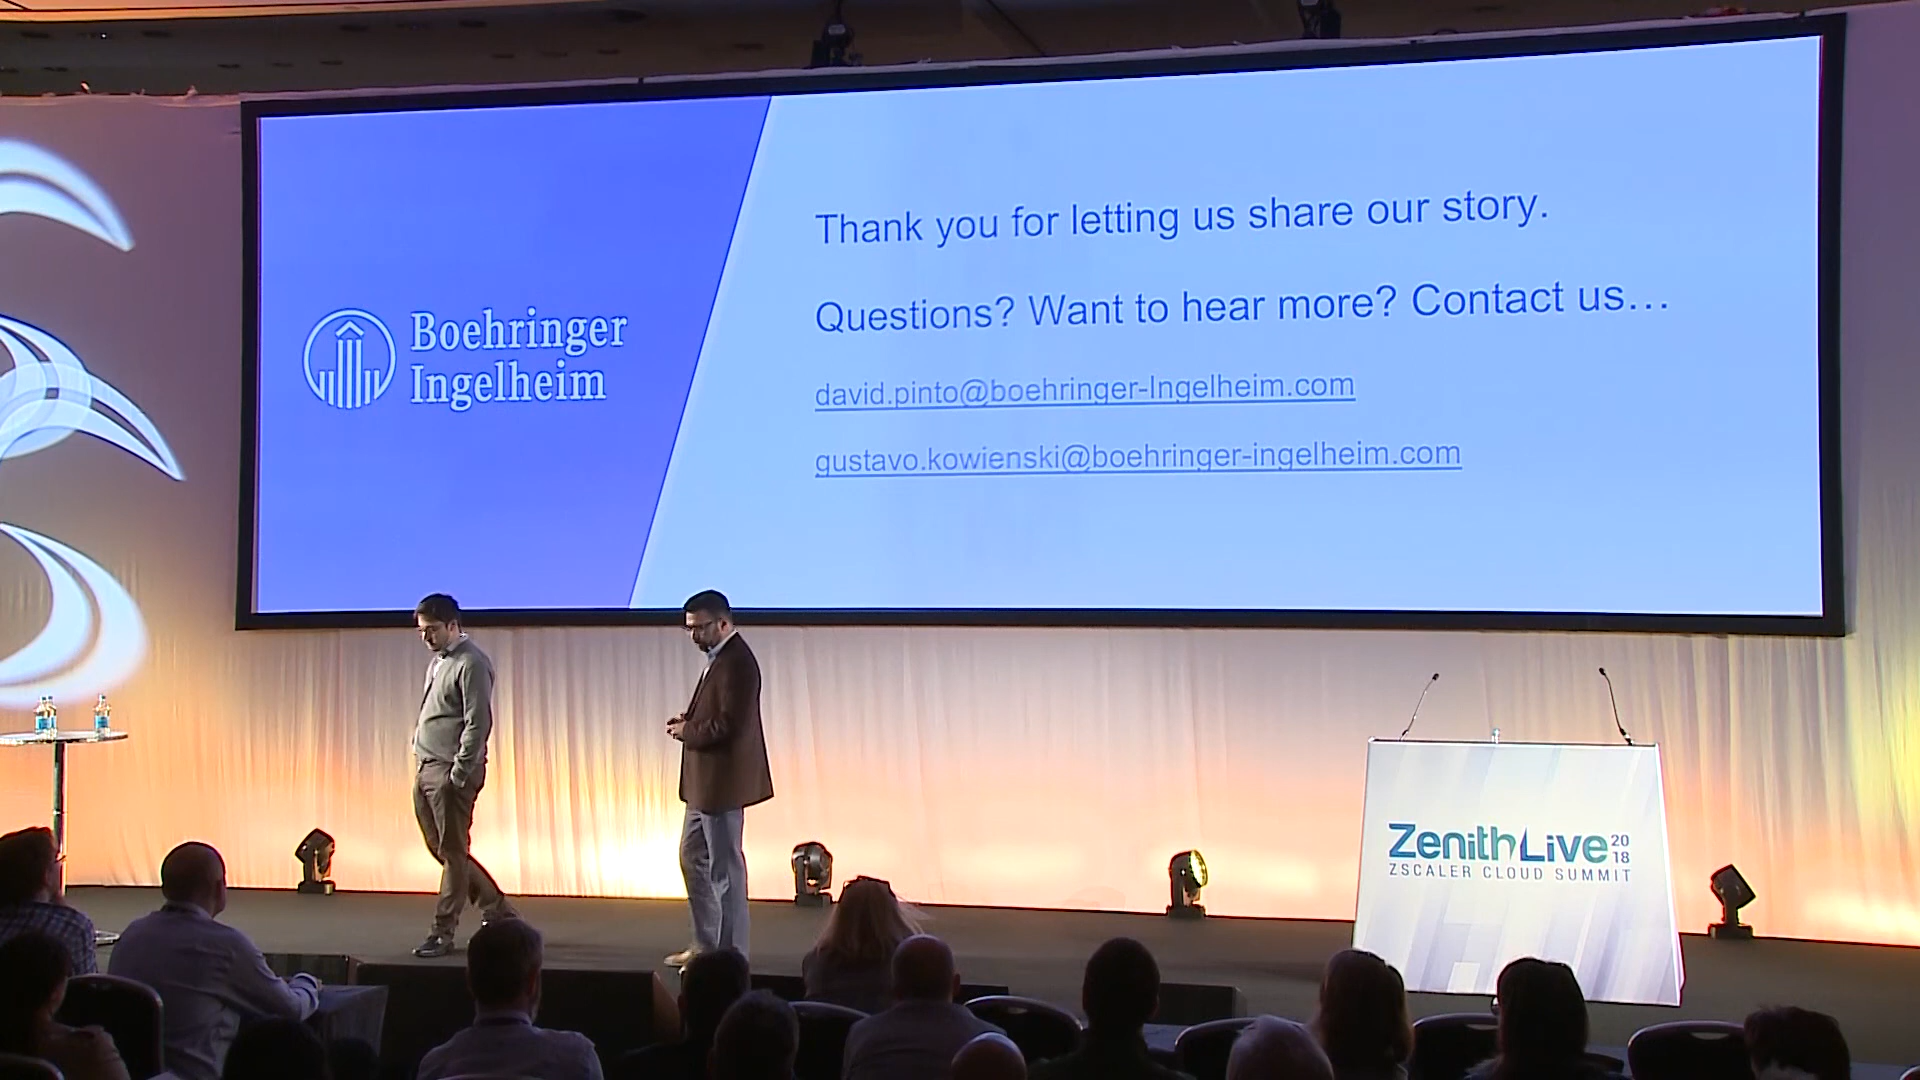 Boehringer
Ingelheim
Thank you for letting us share our story.
Questions? Want to hear more? Contact us...
david.pinto@boehringer-Ingelheim.com
gustavo.kowienski@boehringer-ingelheim.com
ZenithLive 2018
ZSCALER CLOUD SUMMIT